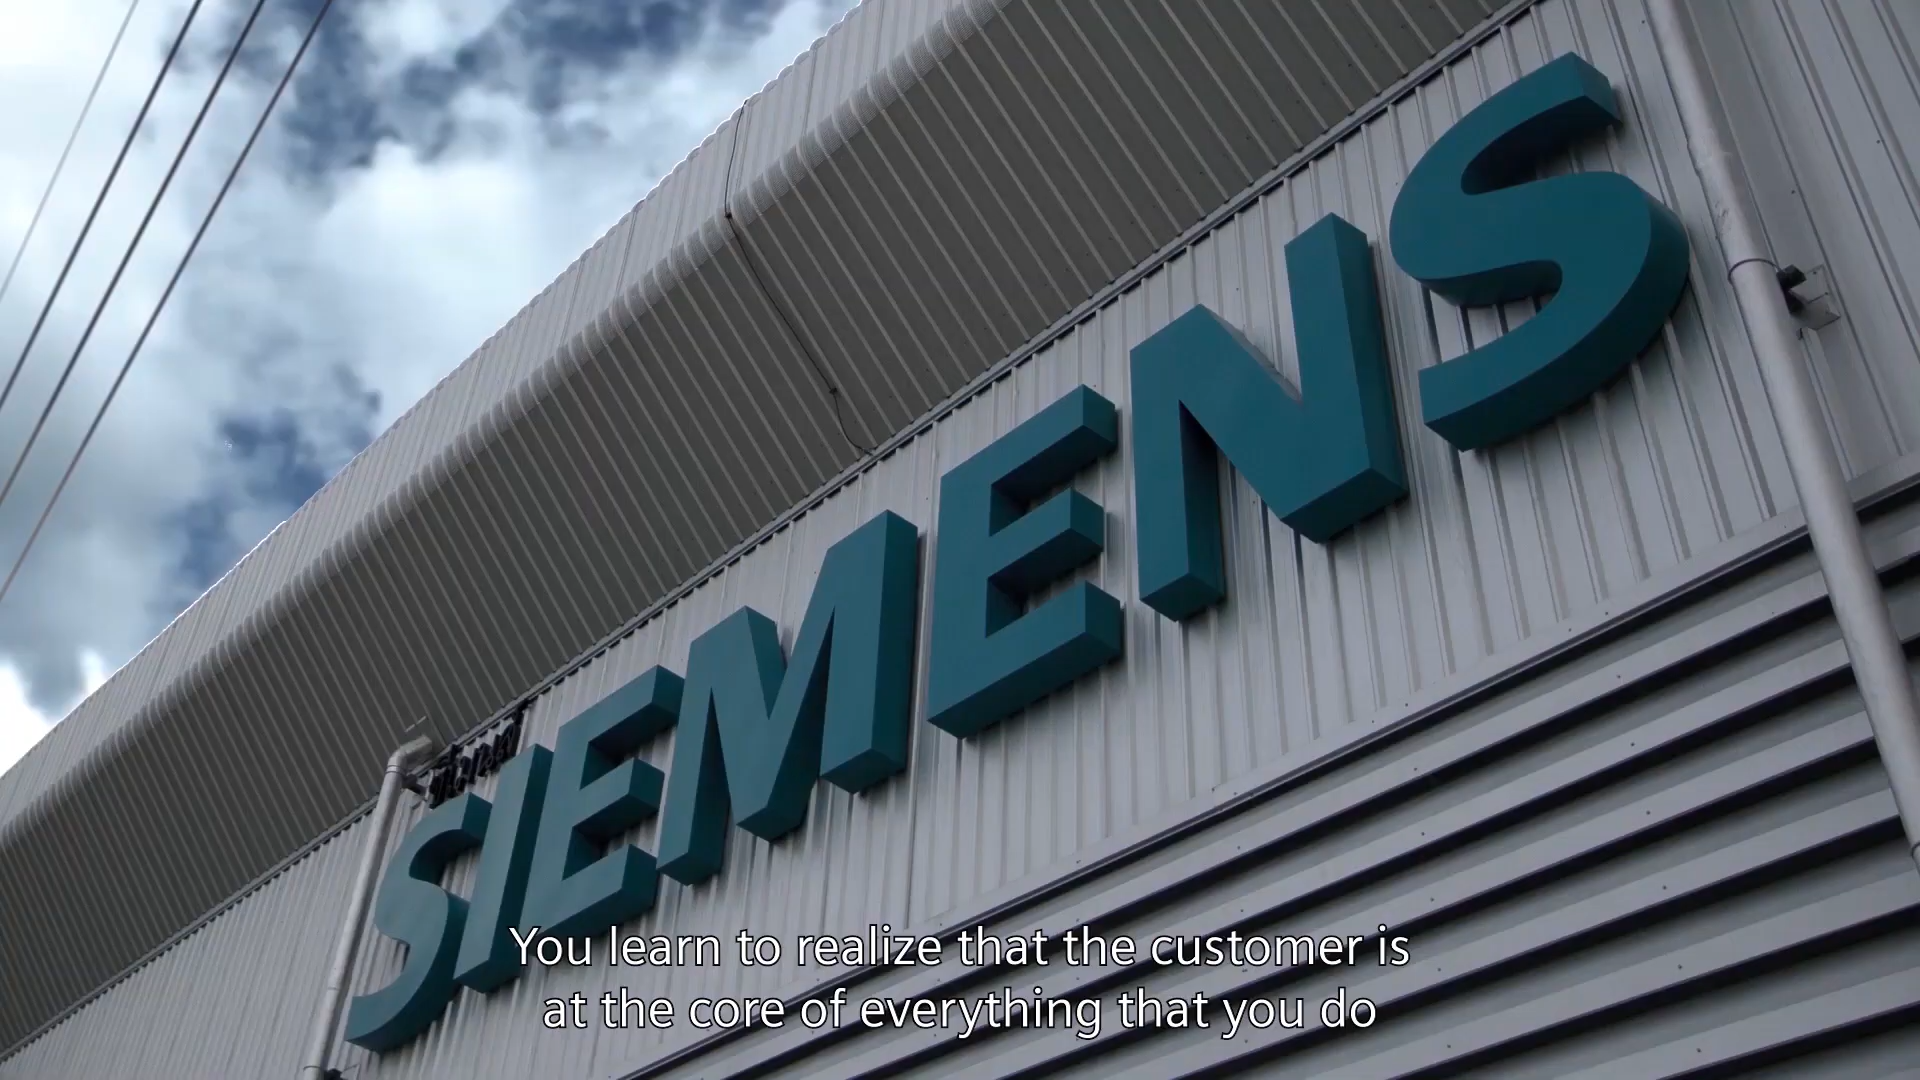 SIEMENS
You learn to realize that the customer is
at the core of everything that you do